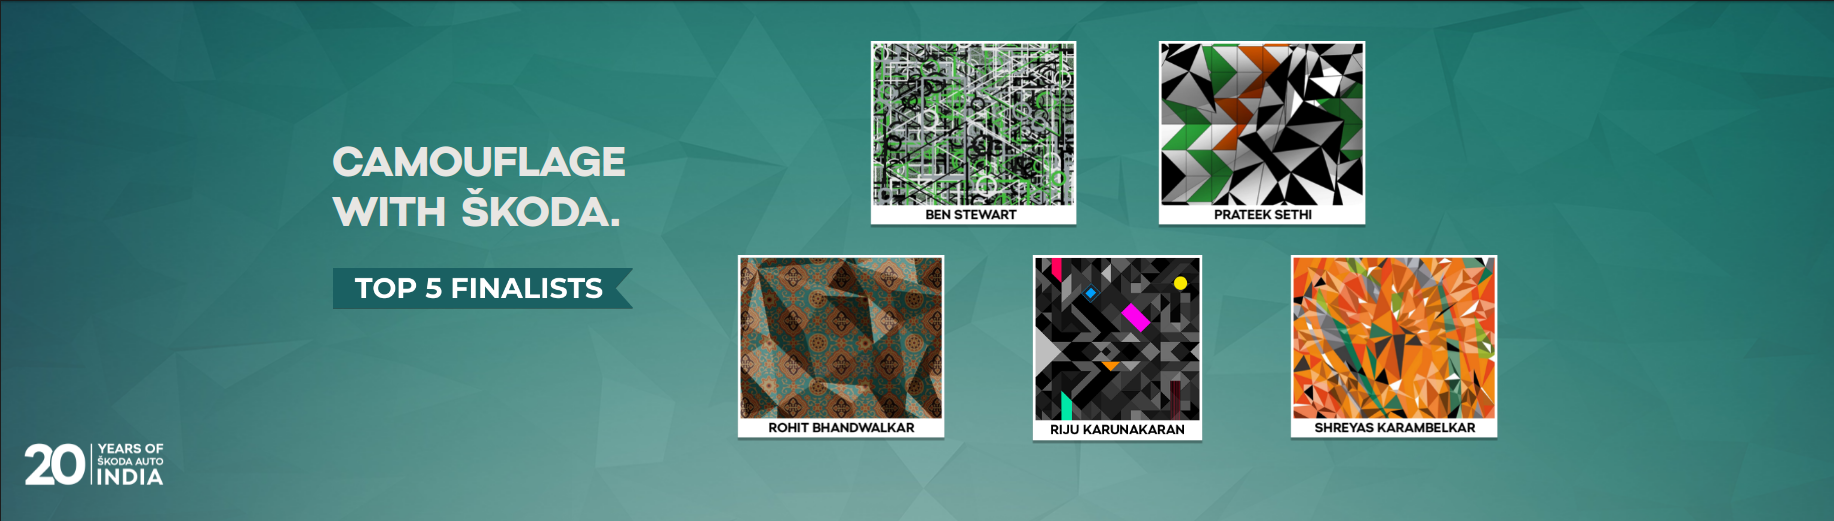 CAMOUFLAGE
WITH ŠKODA.
TOP 5 FINALISTS
BEN STEWART
PRATEEK SETHI
ROHIT BHANDWALKAR
RIJU KARUNAKARAN
SHREYAS KARAMBELKAR
20 YEARS OF
ŠKODA AUTO
INDIA